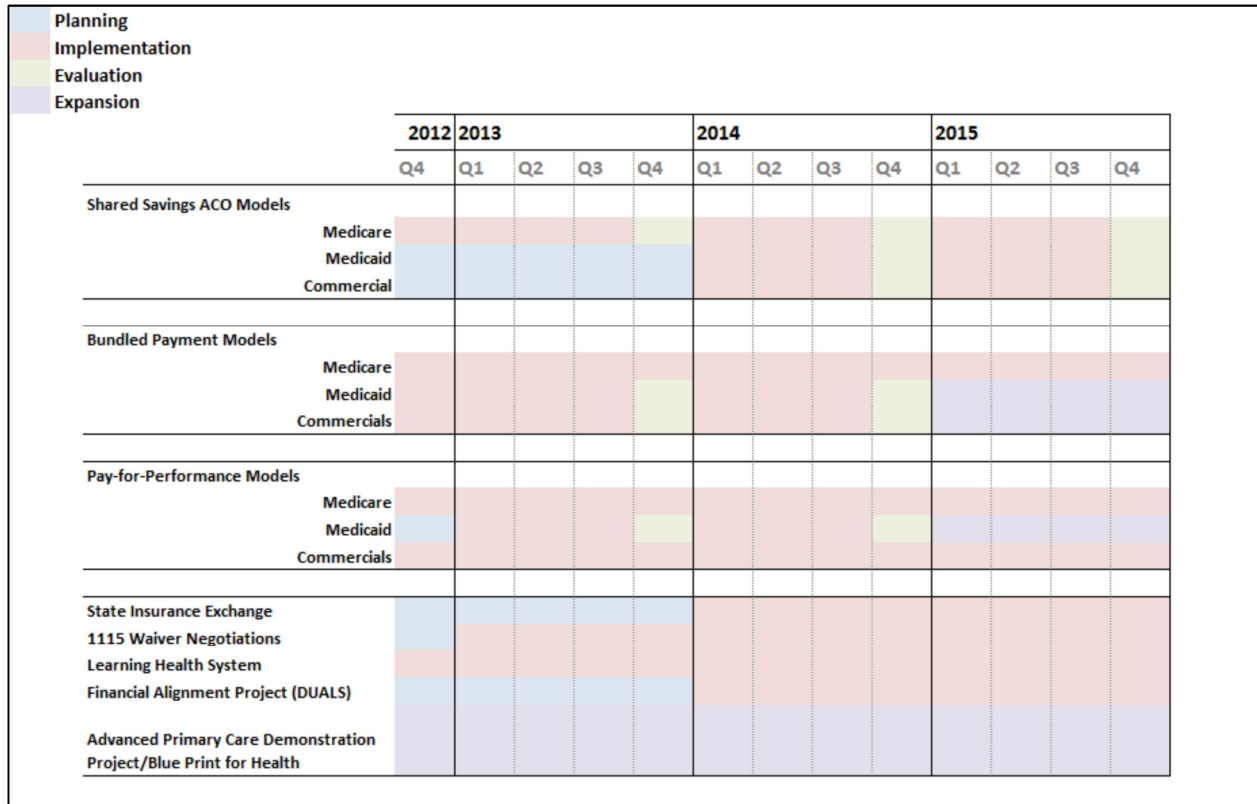 Planning
Implementation
Evaluation
Expansion
2012 2013 2014 2015
Q4 Q1 Q2 Q3 Q4 Q1 Q2 Q3 Q4 Q1 Q2 Q3 Q4
Shared Savings ACO Models
Medicare
Medicaid
Commercial
Bundled Payment Models
Medicare
Medicaid
Commercials
Pay-for-Performance Models
Medicare
Medicaid
Commercials
State Insurance Exchange
1115 Waiver Negotiations
Learning Health System
Financial Alignment Project (DUALS)
Advanced Primary Care Demonstration
Project/Blue Print for Health